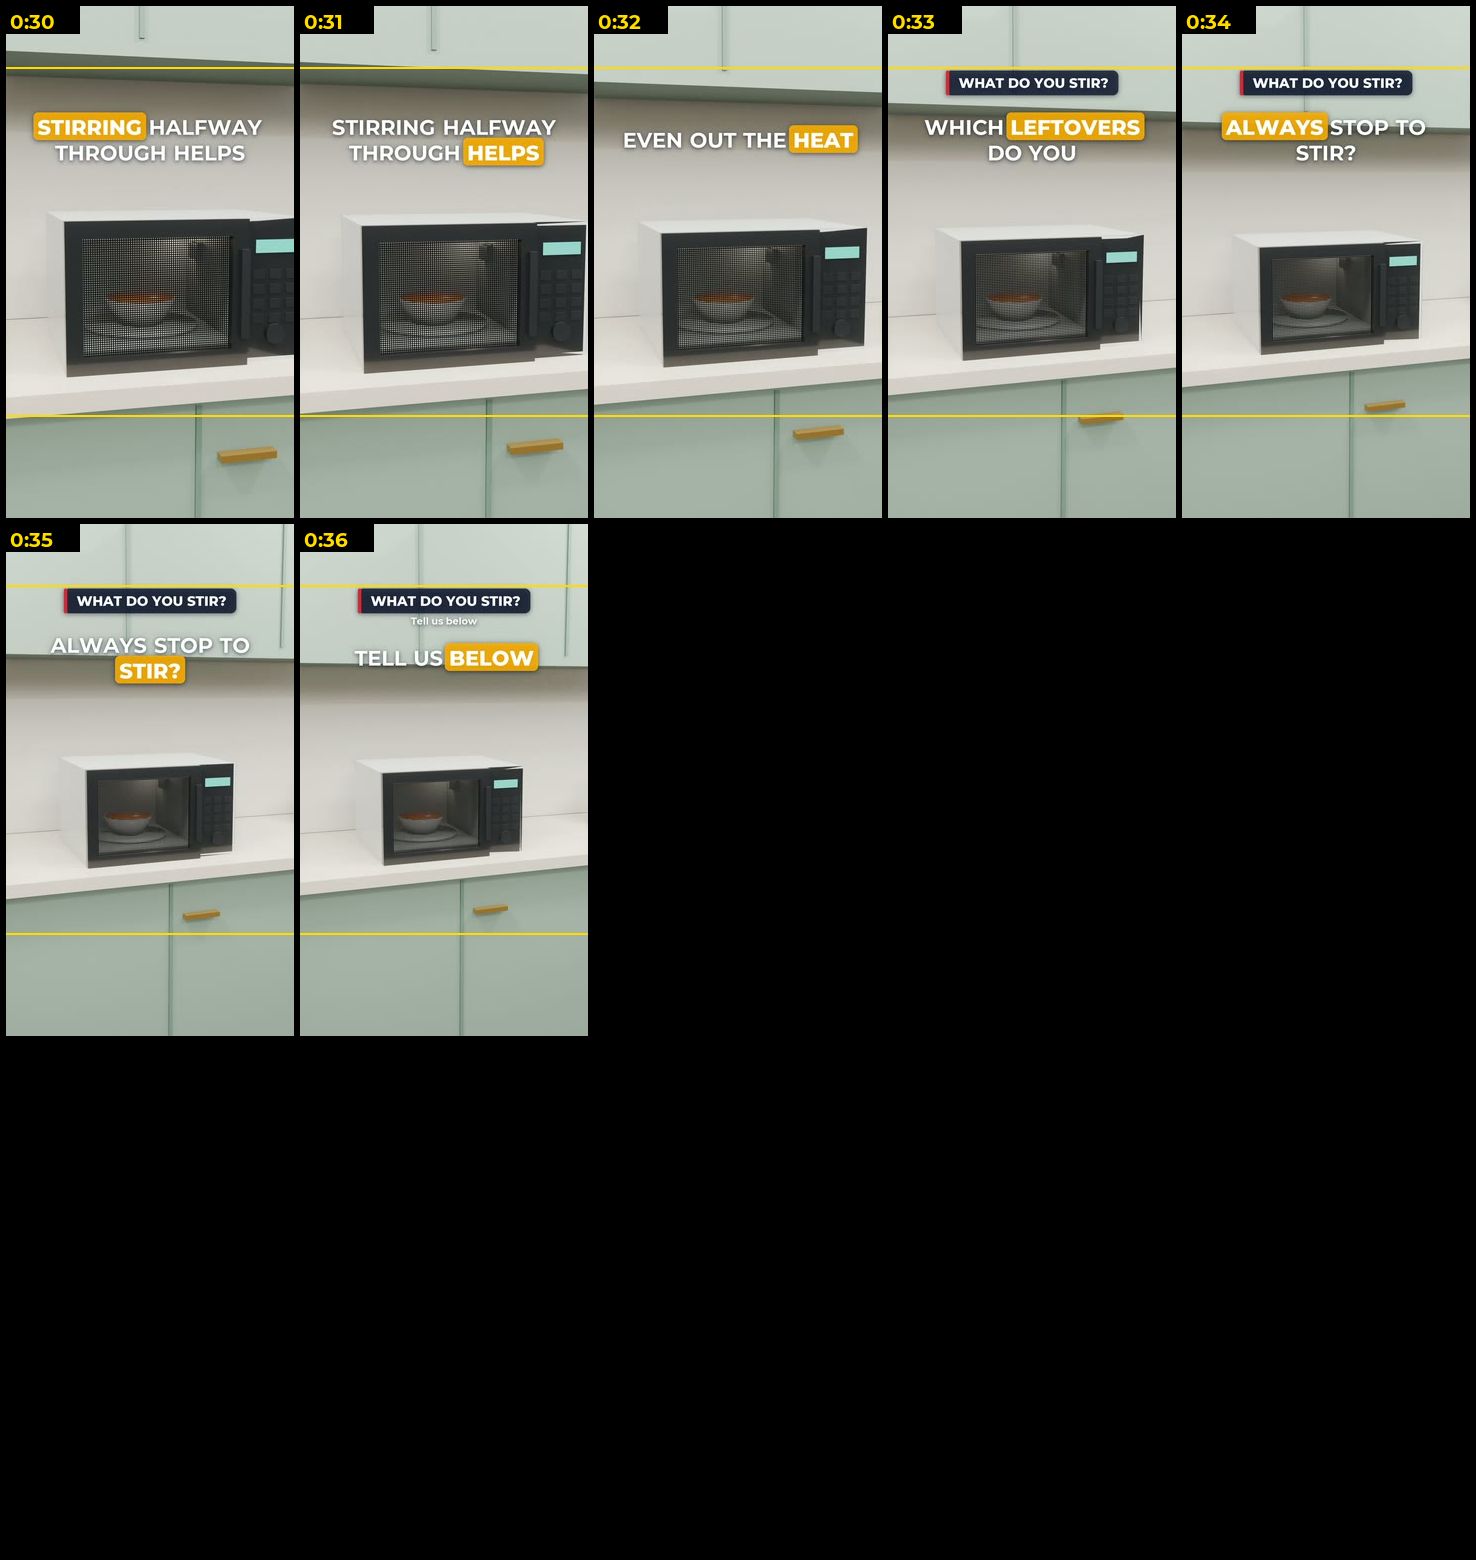 0:30
STIRRING HALFWAY
THROUGH HELPS
0:31
STIRRING HALFWAY
THROUGH HELPS
0:32
EVEN OUT THE HEAT
0:33
WHAT DO YOU STIR?
WHICH LEFTOVERS
DO YOU
0:34
WHAT DO YOU STIR?
ALWAYS STOP TO
STIR?
0:35
WHAT DO YOU STIR?
ALWAYS STOP TO
STIR?
0:36
WHAT DO YOU STIR?
Tell us below
TELL US BELOW